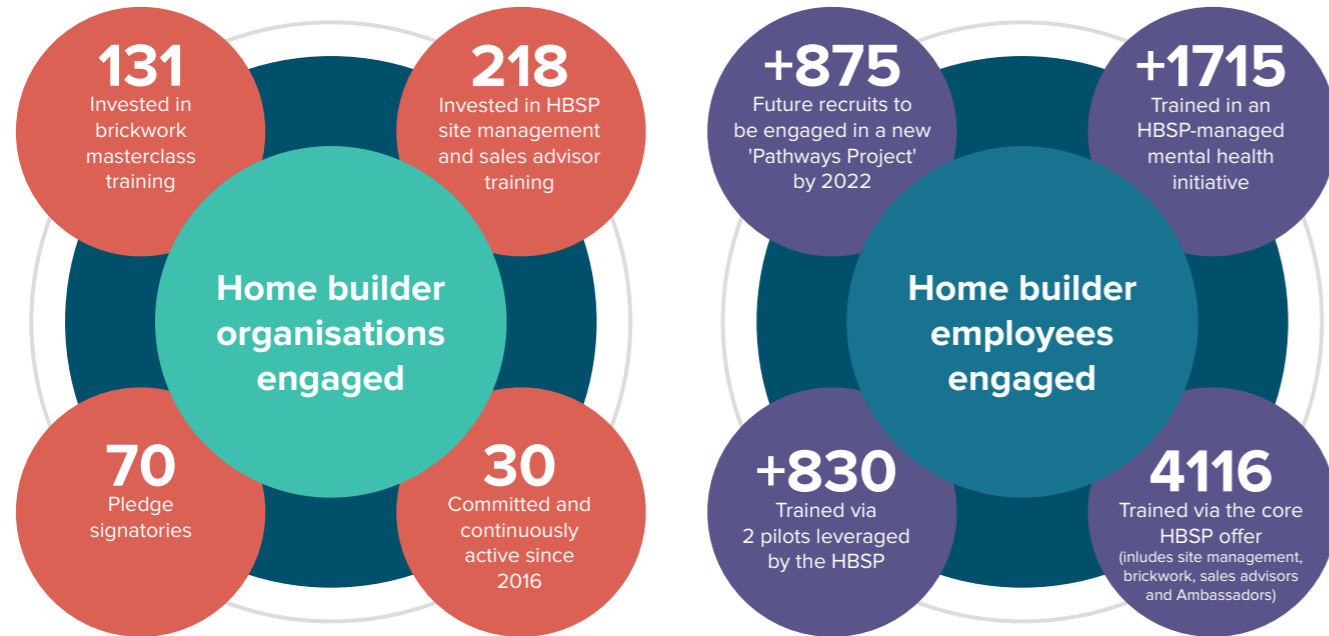 131
Invested in
brickwork
masterclass
training
218
Invested in HBSP
site management
and sales advisor
training
Home builder
organisations
engaged
70
Pledge
signatories
30
Committed and
continuously
active since
2016
+875
Future recruits to
be engaged in a new
'Pathways Project'
by 2022
+1715
Trained in an
HBSP-managed
mental health
initiative
Home builder
employees
engaged
+830
Trained via
2 pilots leveraged
by the HBSP
4116
Trained via the core
HBSP offer
(inludes site management,
brickwork, sales advisors
and Ambassadors)